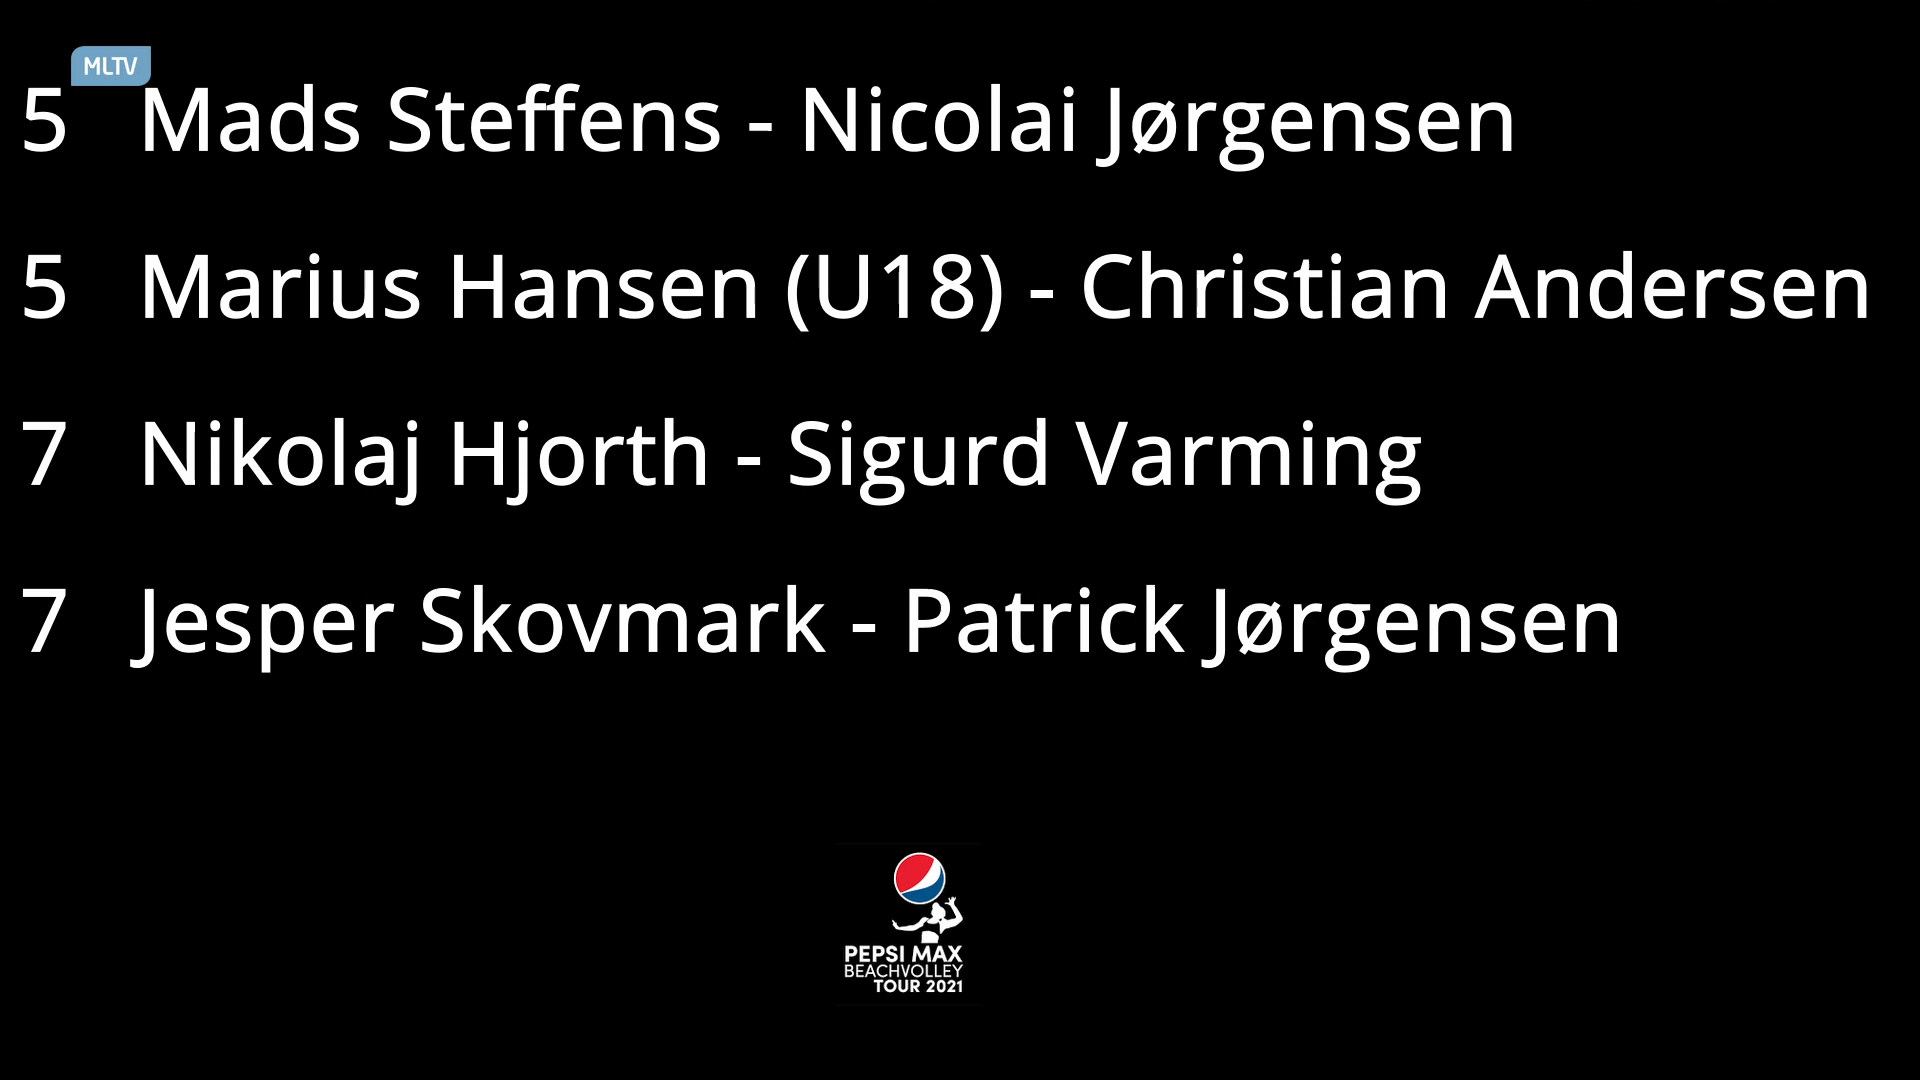 MLTV
5 Mads Steffens - Nicolai Jørgensen
5 Marius Hansen (U18) - Christian Andersen
7 Nikolaj Hjorth - Sigurd Varming
7 Jesper Skovmark - Patrick Jørgensen
PEPSI MAX
BEACHVOLLEY
TOUR 2021